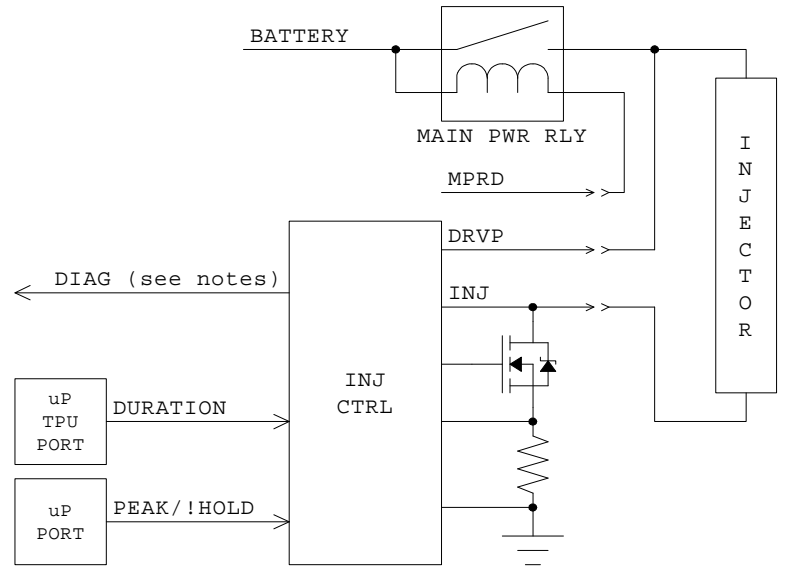 BATTERY
MAIN PWR RLY
MPRD
DRVP
DIAG (see notes)
INJ
INJ
CTRL
uP
TPU
PORT
DURATION
uP
PORT
PEAK/!HOLD
I
N
J
E
C
T
O
R